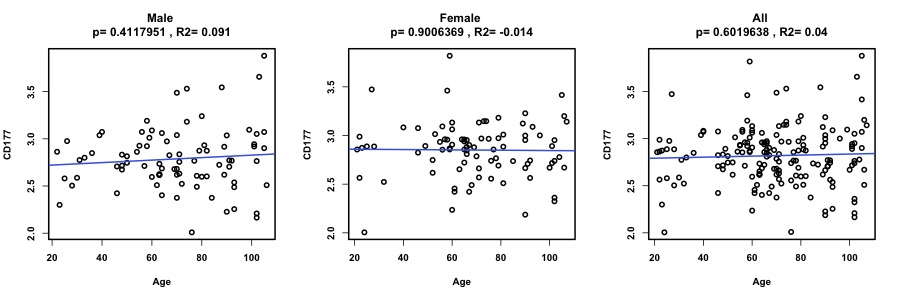 Male
p= 0.4117951 , R2= 0.091
CD177
3.5
3.0
2.5
2.0
20 40 60 80 100
Age
Female
p= 0.9006369 , R2= -0.014
CD177
3.5
3.0
2.5
2.0
20 40 60 80 100
Age
All
p= 0.6019638 , R2= 0.04
CD177
3.5
3.0
2.5
2.0
20 40 60 80 100
Age